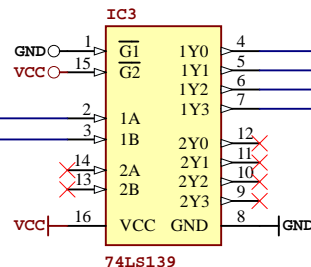 IC3
GND 1 G1 1Y0 4
VCC 15 G2 1Y1 5
1Y2 6
2 1A 1Y3 7
3 1B
2Y0 12
14 2A 2Y1 11
13 2B 2Y2 10
2Y3 9
VCC 16 VCC GND 8 GND
74LS139